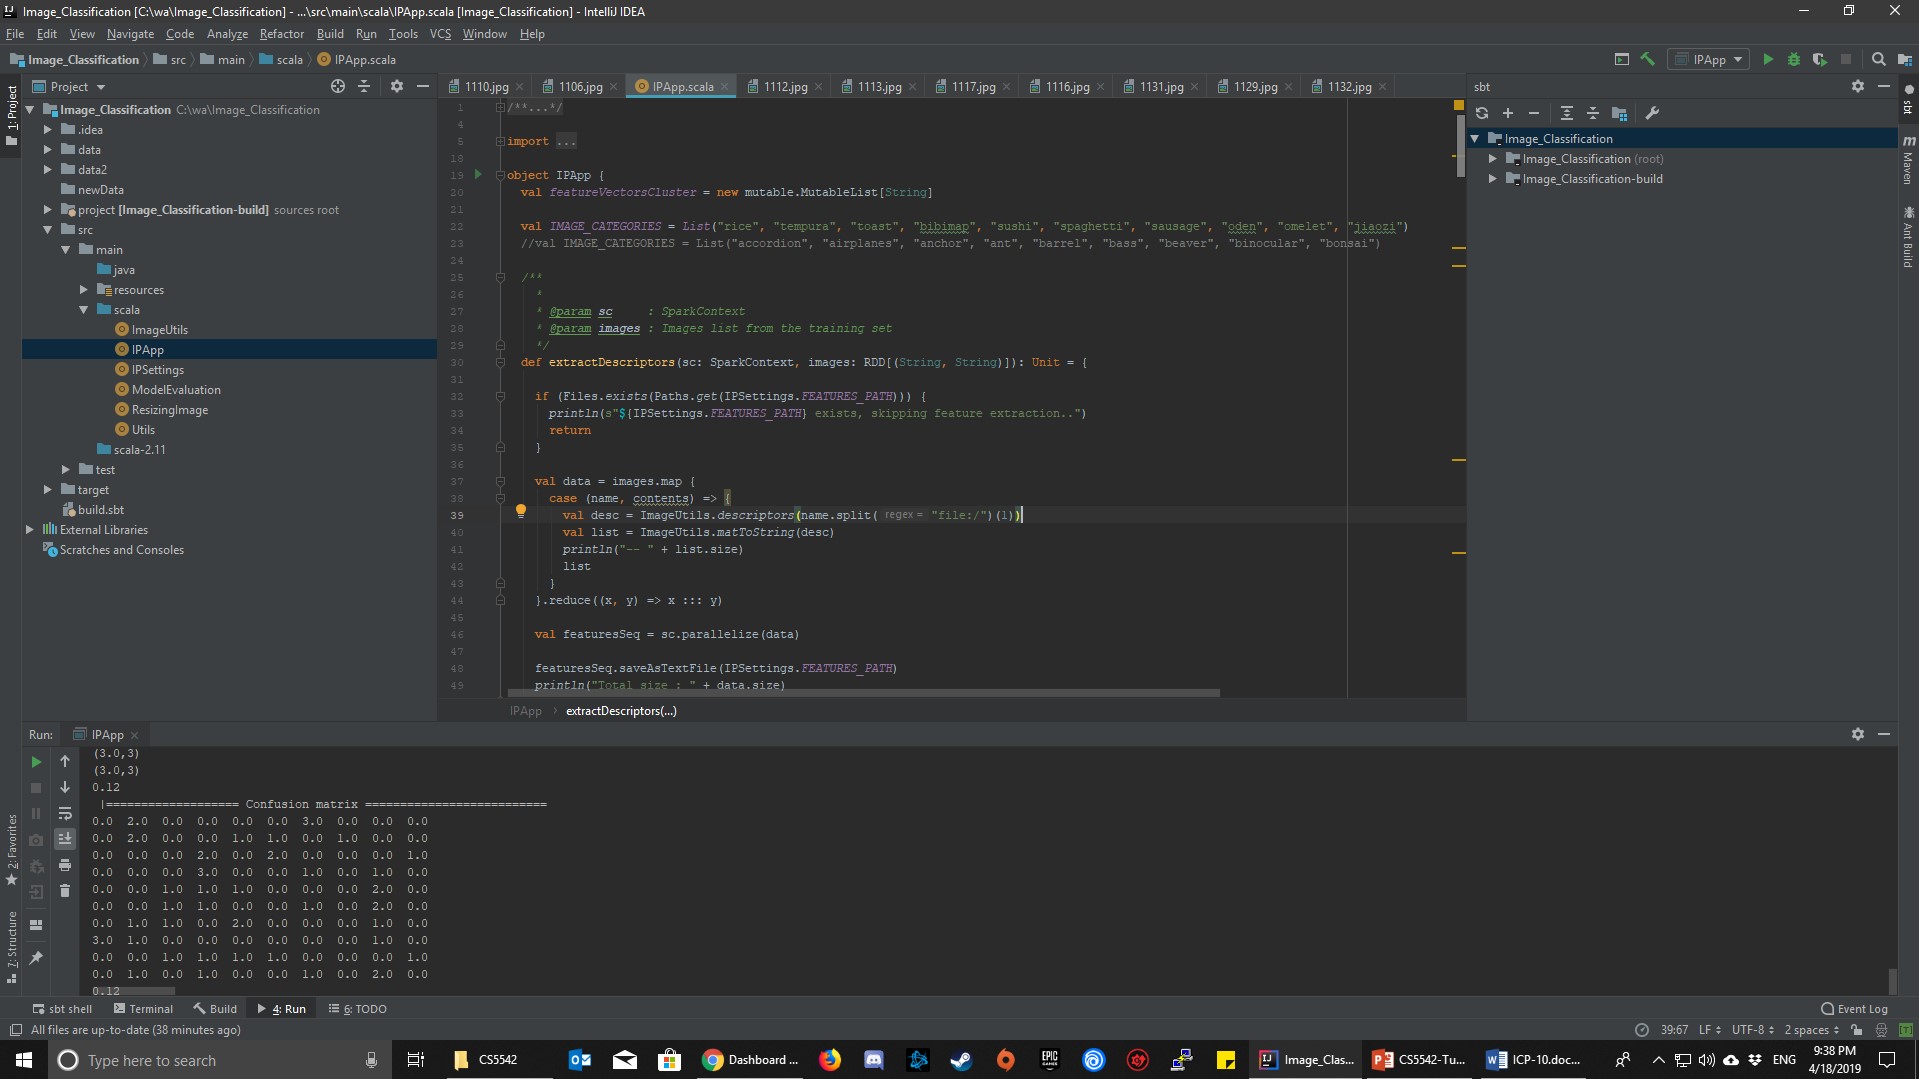 Image_Classification [C:\wa\Image_Classification] - ...\src\main\scala\IPApp.scala [Image_Classification] - IntelliJ IDEA
File Edit View Navigate Code Analyze Refactor Build Run Tools VCS Window Help
Image_Classification src main scala IPApp.scala
IPApp
1: Project
Project
1110.jpg 1106.jpg IPApp.scala 1112.jpg 1113.jpg 1117.jpg 1116.jpg 1131.jpg 1129.jpg 1132.jpg
Image_Classification C:\wa\Image_Classification
.idea
data
data2
newData
project [Image_Classification-build] sources root
src
main
java
resources
scala
ImageUtils
IPApp
IPSettings
ModelEvaluation
ResizingImage
Utils
scala-2.11
test
target
build.sbt
External Libraries
Scratches and Consoles
1 /**...*/
4
5 import ...
18
19 object IPApp {
20 val featureVectorsCluster = new mutable.MutableList[String]
21
22 val IMAGE_CATEGORIES = List("rice", "tempura", "toast", "bibimap", "sushi", "spaghetti", "sausage", "oden", "omelet", "jiaozi")
23 //val IMAGE_CATEGORIES = List("accordion", "airplanes", "anchor", "ant", "barrel", "bass", "beaver", "binocular", "bonsai")
24
25 /**
26 *
27 * @param sc : SparkContext
28 * @param images : Images list from the training set
29 */
30 def extractDescriptors(sc: SparkContext, images: RDD[(String, String)]): Unit = {
31
32 if (Files.exists(Paths.get(IPSettings.FEATURES_PATH))) {
33 println(s"${IPSettings.FEATURES_PATH} exists, skipping feature extraction..")
34 return
35 }
36
37 val data = images.map {
38 case (name, contents) => {
39 val desc = ImageUtils.descriptors(name.split( regex = "file:/")(1))
40 val list = ImageUtils.matToString(desc)
41 println("-- " + list.size)
42 list
43 }
44 }.reduce((x, y) => x ::: y)
45
46 val featuresSeq = sc.parallelize(data)
47
48 featuresSeq.saveAsTextFile(IPSettings.FEATURES_PATH)
49 println("Total size : " + data.size)
IPApp extractDescriptors(...)
sbt
Image_Classification
Image_Classification (root)
Image_Classification-build
sbt
m Maven
Ant Build
Run: IPApp
(3.0,3)
(3.0,3)
0.12
|=================== Confusion matrix ==========================
0.0 2.0 0.0 0.0 0.0 0.0 3.0 0.0 0.0 0.0
0.0 2.0 0.0 0.0 1.0 1.0 0.0 1.0 0.0 0.0
0.0 0.0 0.0 2.0 0.0 2.0 0.0 0.0 0.0 1.0
0.0 0.0 0.0 3.0 0.0 0.0 1.0 0.0 1.0 0.0
0.0 0.0 1.0 1.0 1.0 0.0 0.0 0.0 2.0 0.0
0.0 0.0 1.0 1.0 0.0 0.0 1.0 0.0 2.0 0.0
0.0 1.0 1.0 0.0 2.0 0.0 0.0 0.0 1.0 0.0
3.0 1.0 0.0 0.0 0.0 0.0 0.0 0.0 1.0 0.0
0.0 0.0 1.0 1.0 1.0 1.0 0.0 0.0 0.0 1.0
0.0 1.0 0.0 1.0 0.0 0.0 1.0 0.0 2.0 0.0
0.12
2: Favorites
7: Structure
sbt shell Terminal Build 4: Run 6: TODO Event Log
All files are up-to-date (38 minutes ago) 39:67 LF UTF-8 2 spaces [T]
Type here to search CS5542 Dashboard ... EPIC GAMES Image_Clas... CS5542-Tu... ICP-10.doc... ENG 9:38 PM
4/18/2019